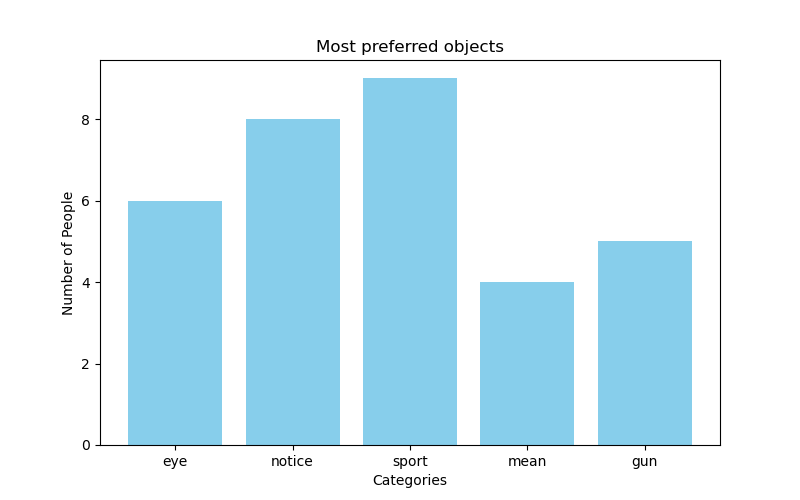 Most preferred objects
Number of People
8
6
4
2
0
eye notice sport mean gun
Categories